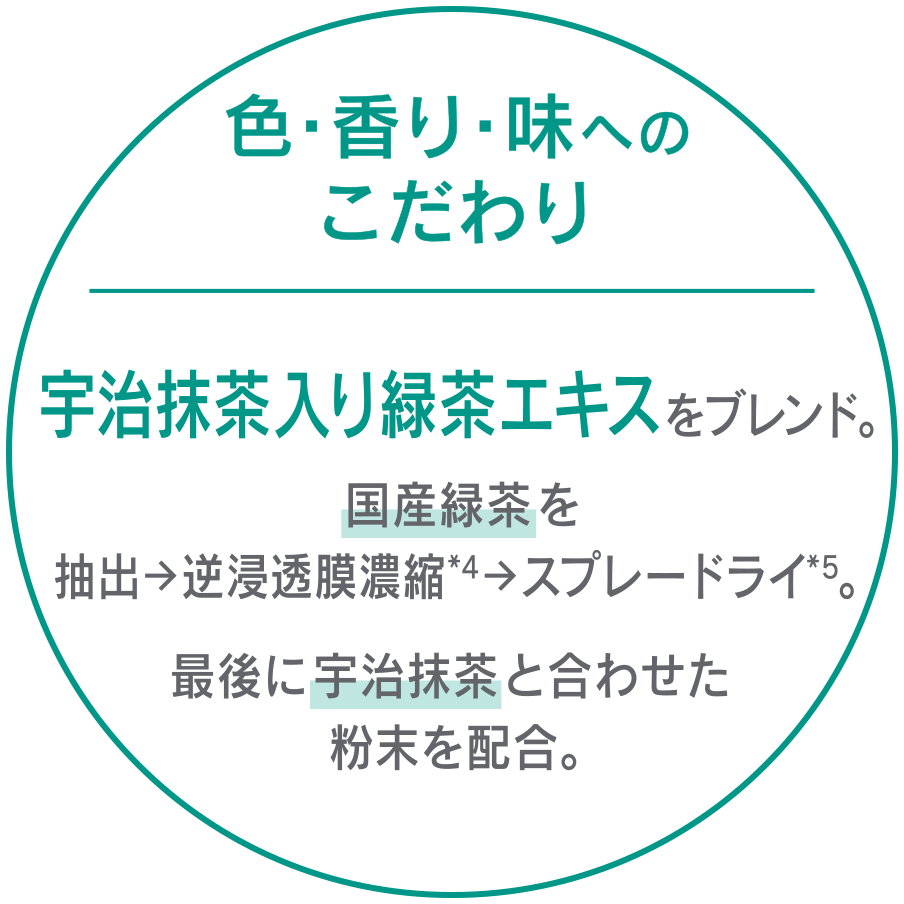 色・香り・味への
こだわり
宇治抹茶入り緑茶エキスをブレンド。
国産緑茶を
抽出→逆浸透膜濃縮*4→スプレードライ*5。
最後に宇治抹茶と合わせた
粉末を配合。